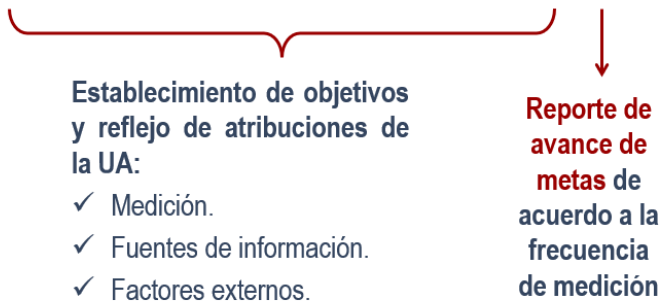 Establecimiento de objetivos
y reflejo de atribuciones de
la UA:
✓ Medición.
✓ Fuentes de información.
✓ Factores externos.
Reporte de
avance de
metas de
acuerdo a la
frecuencia
de medición